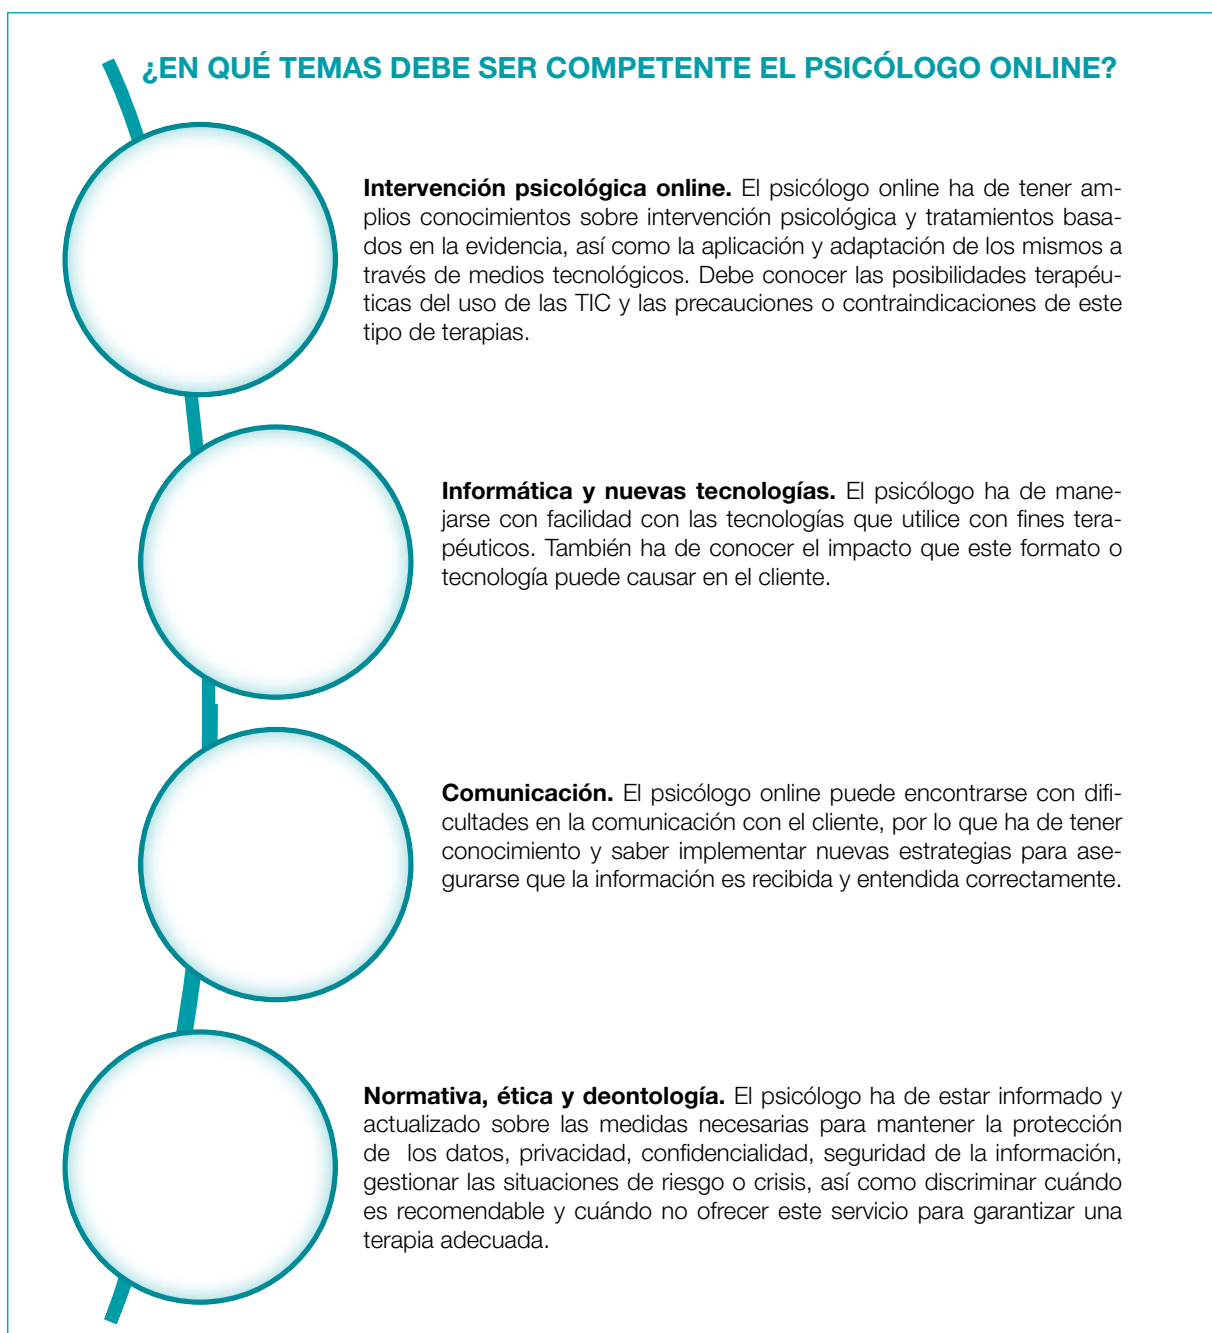 ¿EN QUÉ TEMAS DEBE SER COMPETENTE EL PSICÓLOGO ONLINE?
Intervención psicológica online. El psicólogo online ha de tener am-
plios conocimientos sobre intervención psicológica y tratamientos basa-
dos en la evidencia, así como la aplicación y adaptación de los mismos a
través de medios tecnológicos. Debe conocer las posibilidades terapéu-
ticas del uso de las TIC y las precauciones o contraindicaciones de este
tipo de terapias.
Informática y nuevas tecnologías. El psicólogo ha de mane-
jarse con facilidad con las tecnologías que utilice con fines tera-
péuticos. También ha de conocer el impacto que este formato o
tecnología puede causar en el cliente.
Comunicación. El psicólogo online puede encontrarse con difi-
cultades en la comunicación con el cliente, por lo que ha de tener
conocimiento y saber implementar nuevas estrategias para ase-
gurarse que la información es recibida y entendida correctamente.
Normativa, ética y deontología. El psicólogo ha de estar informado y
actualizado sobre las medidas necesarias para mantener la protección
de los datos, privacidad, confidencialidad, seguridad de la información,
gestionar las situaciones de riesgo o crisis, así como discriminar cuándo
es recomendable y cuándo no ofrecer este servicio para garantizar una
terapia adecuada.